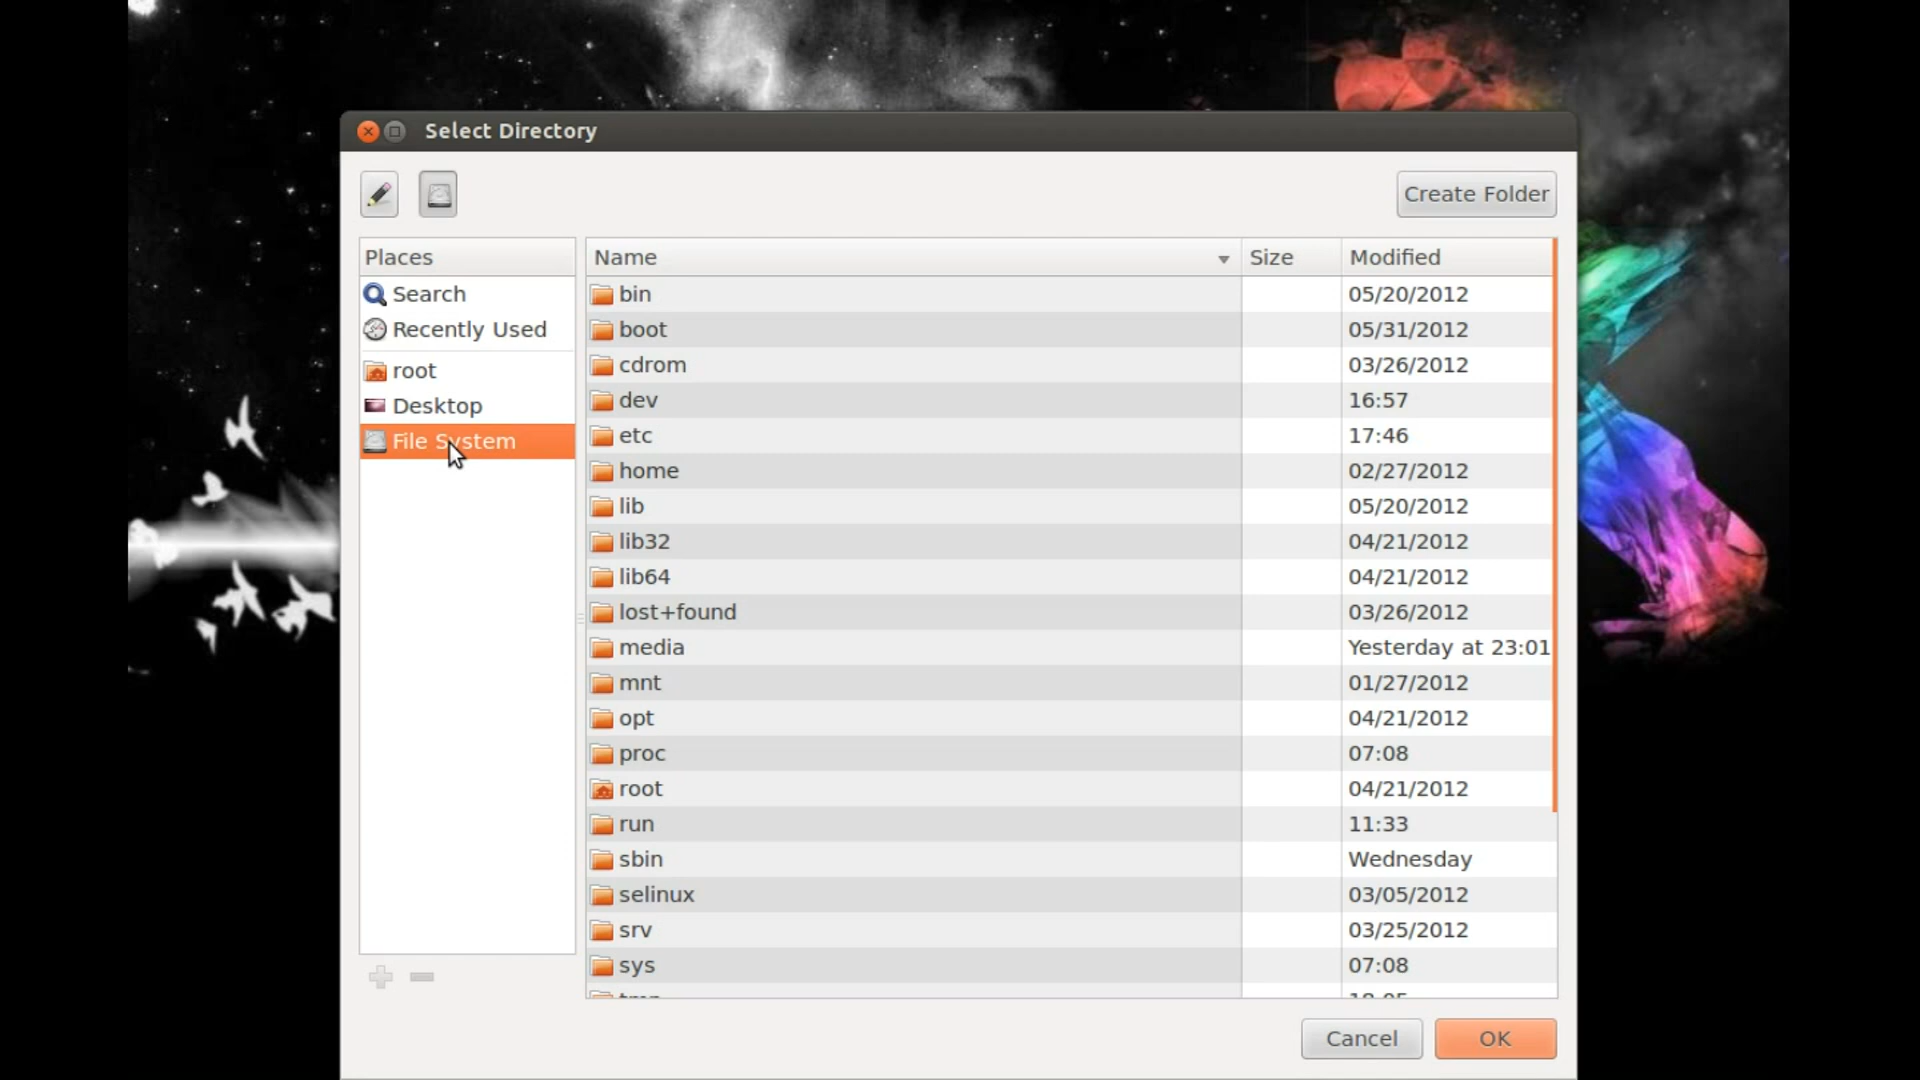 Select Directory
Create Folder
Places
Search
Recently Used
root
Desktop
File System
Name Size Modified
bin 05/20/2012
boot 05/31/2012
cdrom 03/26/2012
dev 16:57
etc 17:46
home 02/27/2012
lib 05/20/2012
lib32 04/21/2012
lib64 04/21/2012
lost+found 03/26/2012
media Yesterday at 23:01
mnt 01/27/2012
opt 04/21/2012
proc 07:08
root 04/21/2012
run 11:33
sbin Wednesday
selinux 03/05/2012
srv 03/25/2012
sys 07:08
Cancel OK